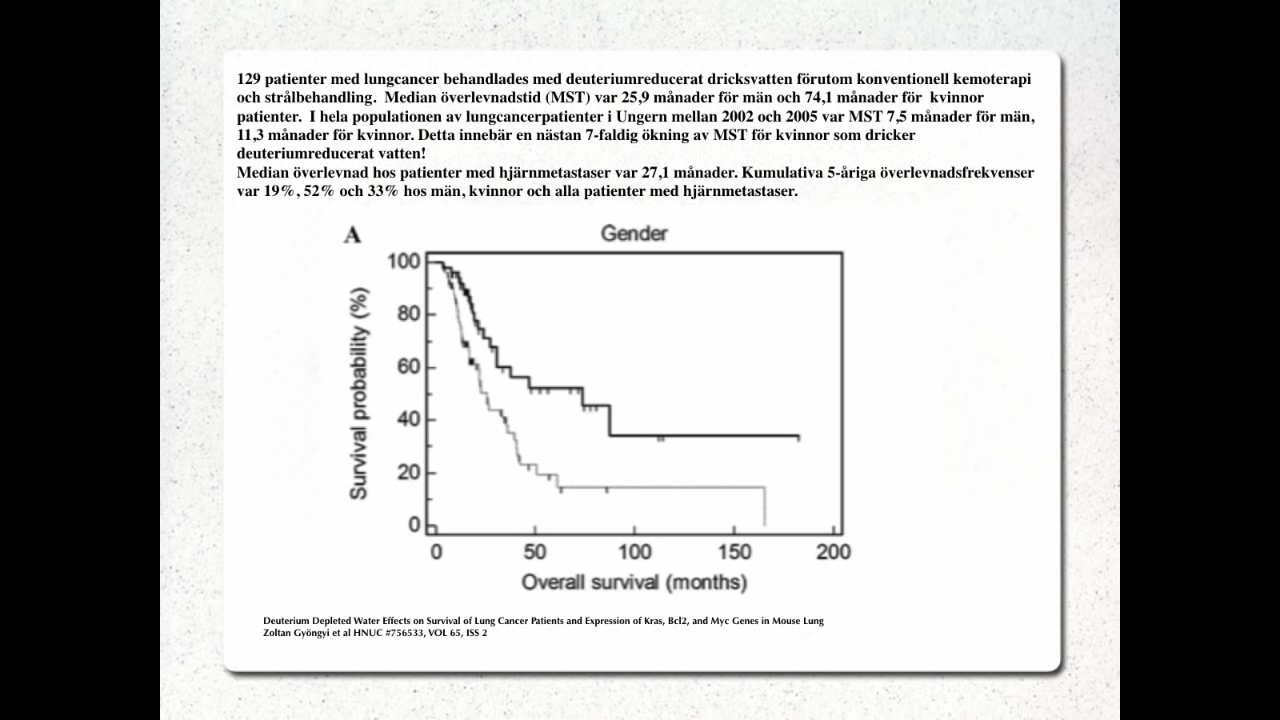 129 patienter med lungcancer behandlades med deuteriumreducerat dricksvatten förutom konventionell kemoterapi
och strålbehandling.  Median överlevnadstid (MST) var 25,9 månader för män och 74,1 månader för  kvinnor
patienter.  I hela populationen av lungcancerpatienter i Ungern mellan 2002 och 2005 var MST 7,5 månader för män,
11,3 månader för kvinnor. Detta innebär en nästan 7-faldig ökning av MST för kvinnor som dricker
deuteriumreducerat vatten!
Median överlevnad hos patienter med hjärnmetastaser var 27,1 månader. Kumulativa 5-åriga överlevnadsfrekvenser
var 19%, 52% och 33% hos män, kvinnor och alla patienter med hjärnmetastaser.
A
Gender
Survival probability (%)
100
80
60
40
20
0
0 50 100 150 200
Overall survival (months)
Deuterium Depleted Water Effects on Survival of Lung Cancer Patients and Expression of Kras, Bcl2, and Myc Genes in Mouse Lung
Zoltan Gyöngyi et al HNUC #756533, VOL 65, ISS 2